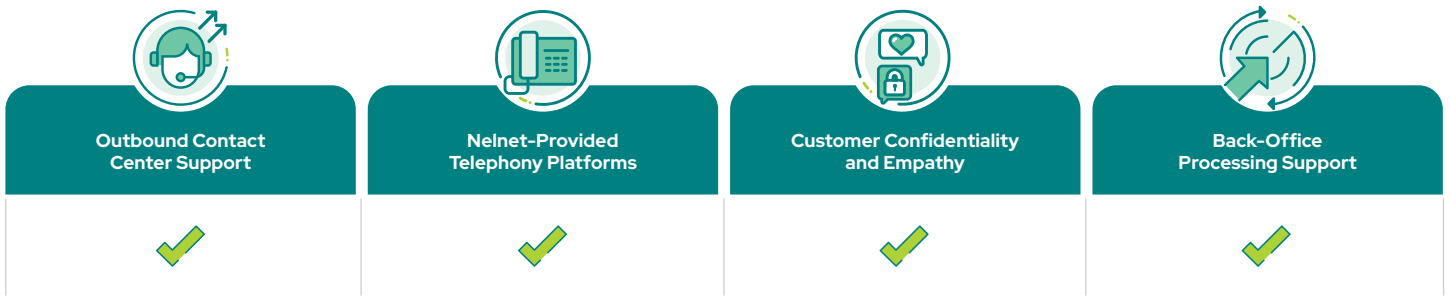 Outbound Contact
Center Support
Nelnet-Provided
Telephony Platforms
Customer Confidentiality
and Empathy
Back-Office
Processing Support